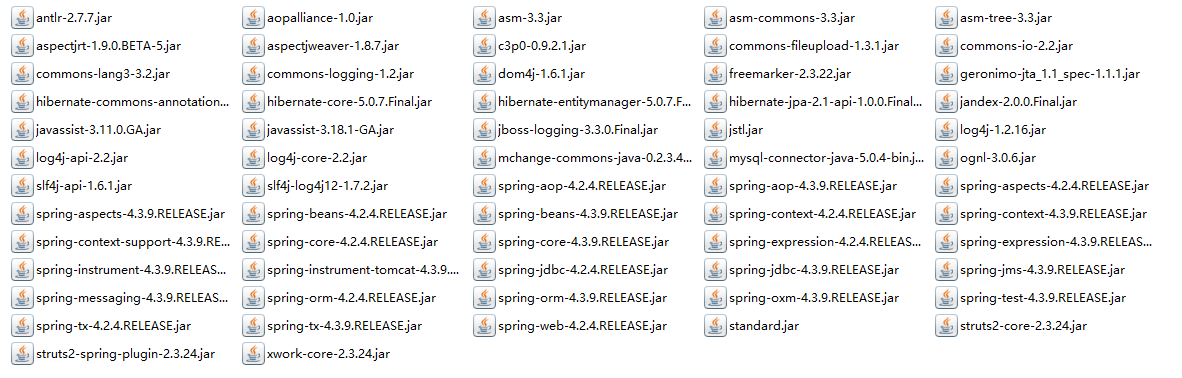 antlr-2.7.7.jar aopalliance-1.0.jar asm-3.3.jar asm-commons-3.3.jar asm-tree-3.3.jar
aspectjrt-1.9.0.BETA-5.jar aspectjweaver-1.8.7.jar c3p0-0.9.2.1.jar commons-fileupload-1.3.1.jar commons-io-2.2.jar
commons-lang3-3.2.jar commons-logging-1.2.jar dom4j-1.6.1.jar freemarker-2.3.22.jar geronimo-jta_1.1_spec-1.1.1.jar
hibernate-commons-annotation... hibernate-core-5.0.7.Final.jar hibernate-entitymanager-5.0.7.F... hibernate-jpa-2.1-api-1.0.0.Final... jandex-2.0.0.Final.jar
javassist-3.11.0.GA.jar javassist-3.18.1-GA.jar jboss-logging-3.3.0.Final.jar jstl.jar log4j-1.2.16.jar
log4j-api-2.2.jar log4j-core-2.2.jar mchange-commons-java-0.2.3.4... mysql-connector-java-5.0.4-bin.j... ognl-3.0.6.jar
slf4j-api-1.6.1.jar slf4j-log4j12-1.7.2.jar spring-aop-4.2.4.RELEASE.jar spring-aop-4.3.9.RELEASE.jar spring-aspects-4.2.4.RELEASE.jar
spring-aspects-4.3.9.RELEASE.jar spring-beans-4.2.4.RELEASE.jar spring-beans-4.3.9.RELEASE.jar spring-context-4.2.4.RELEASE.jar spring-context-4.3.9.RELEASE.jar
spring-context-support-4.3.9.RE... spring-core-4.2.4.RELEASE.jar spring-core-4.3.9.RELEASE.jar spring-expression-4.2.4.RELEAS... spring-expression-4.3.9.RELEAS...
spring-instrument-4.3.9.RELEAS... spring-instrument-tomcat-4.3.9.... spring-jdbc-4.2.4.RELEASE.jar spring-jdbc-4.3.9.RELEASE.jar spring-jms-4.3.9.RELEASE.jar
spring-messaging-4.3.9.RELEAS... spring-orm-4.2.4.RELEASE.jar spring-orm-4.3.9.RELEASE.jar spring-oxm-4.3.9.RELEASE.jar spring-test-4.3.9.RELEASE.jar
spring-tx-4.2.4.RELEASE.jar spring-tx-4.3.9.RELEASE.jar spring-web-4.2.4.RELEASE.jar standard.jar struts2-core-2.3.24.jar
struts2-spring-plugin-2.3.24.jar xwork-core-2.3.24.jar